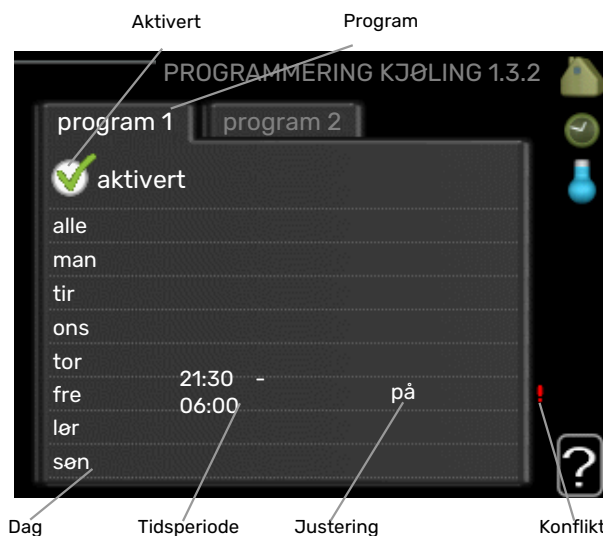 Aktivert Program
PROGRAMMERING KJØLING 1.3.2
program 1 program 2
aktivert
alle
man
tir
ons
tor
fre 21:30 - på !
06:00
lør
søn
?
Dag Tidsperiode Justering Konflikt